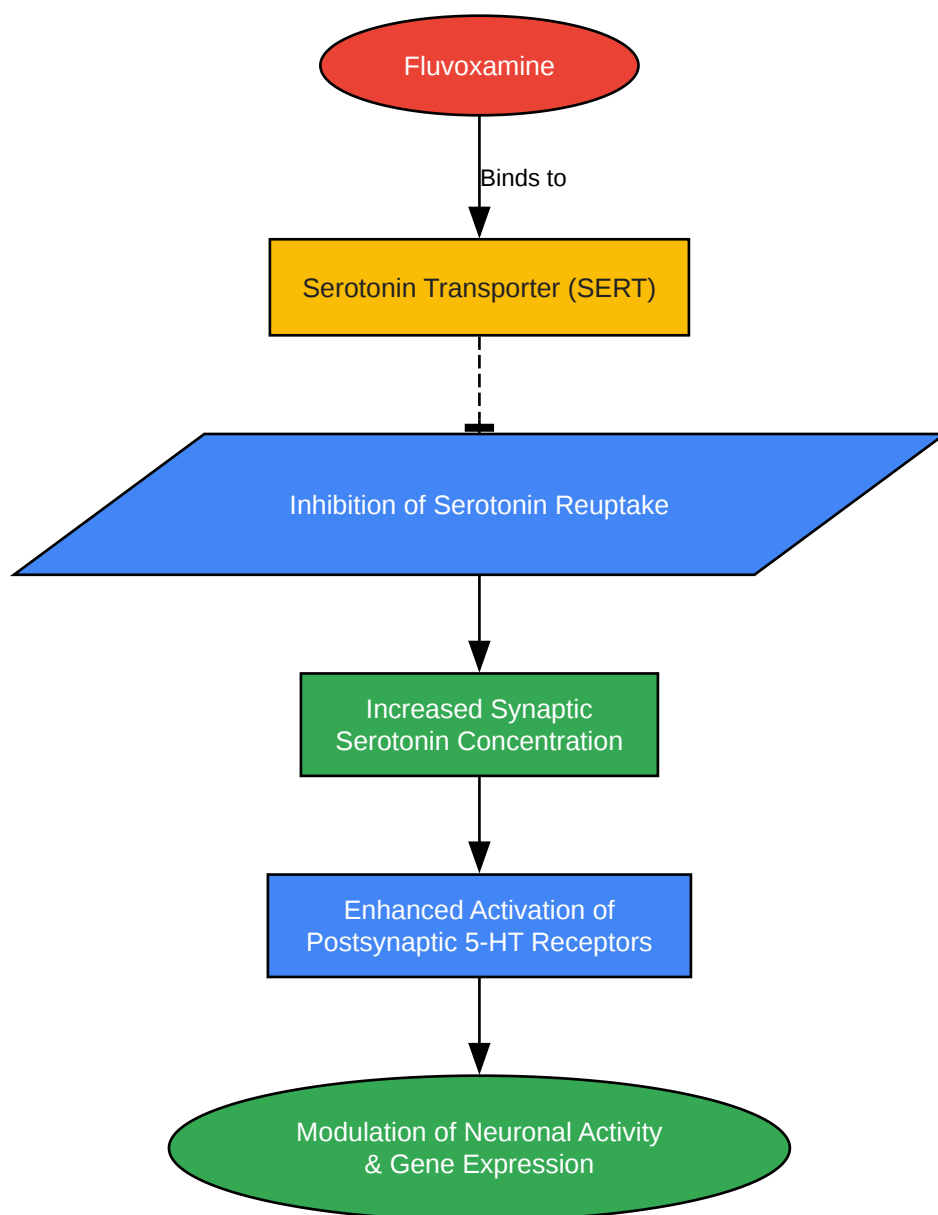 Fluvoxamine
Binds to
Serotonin Transporter (SERT)
Inhibition of Serotonin Reuptake
Increased Synaptic
Serotonin Concentration
Enhanced Activation of
Postsynaptic 5-HT Receptors
Modulation of Neuronal Activity
& Gene Expression